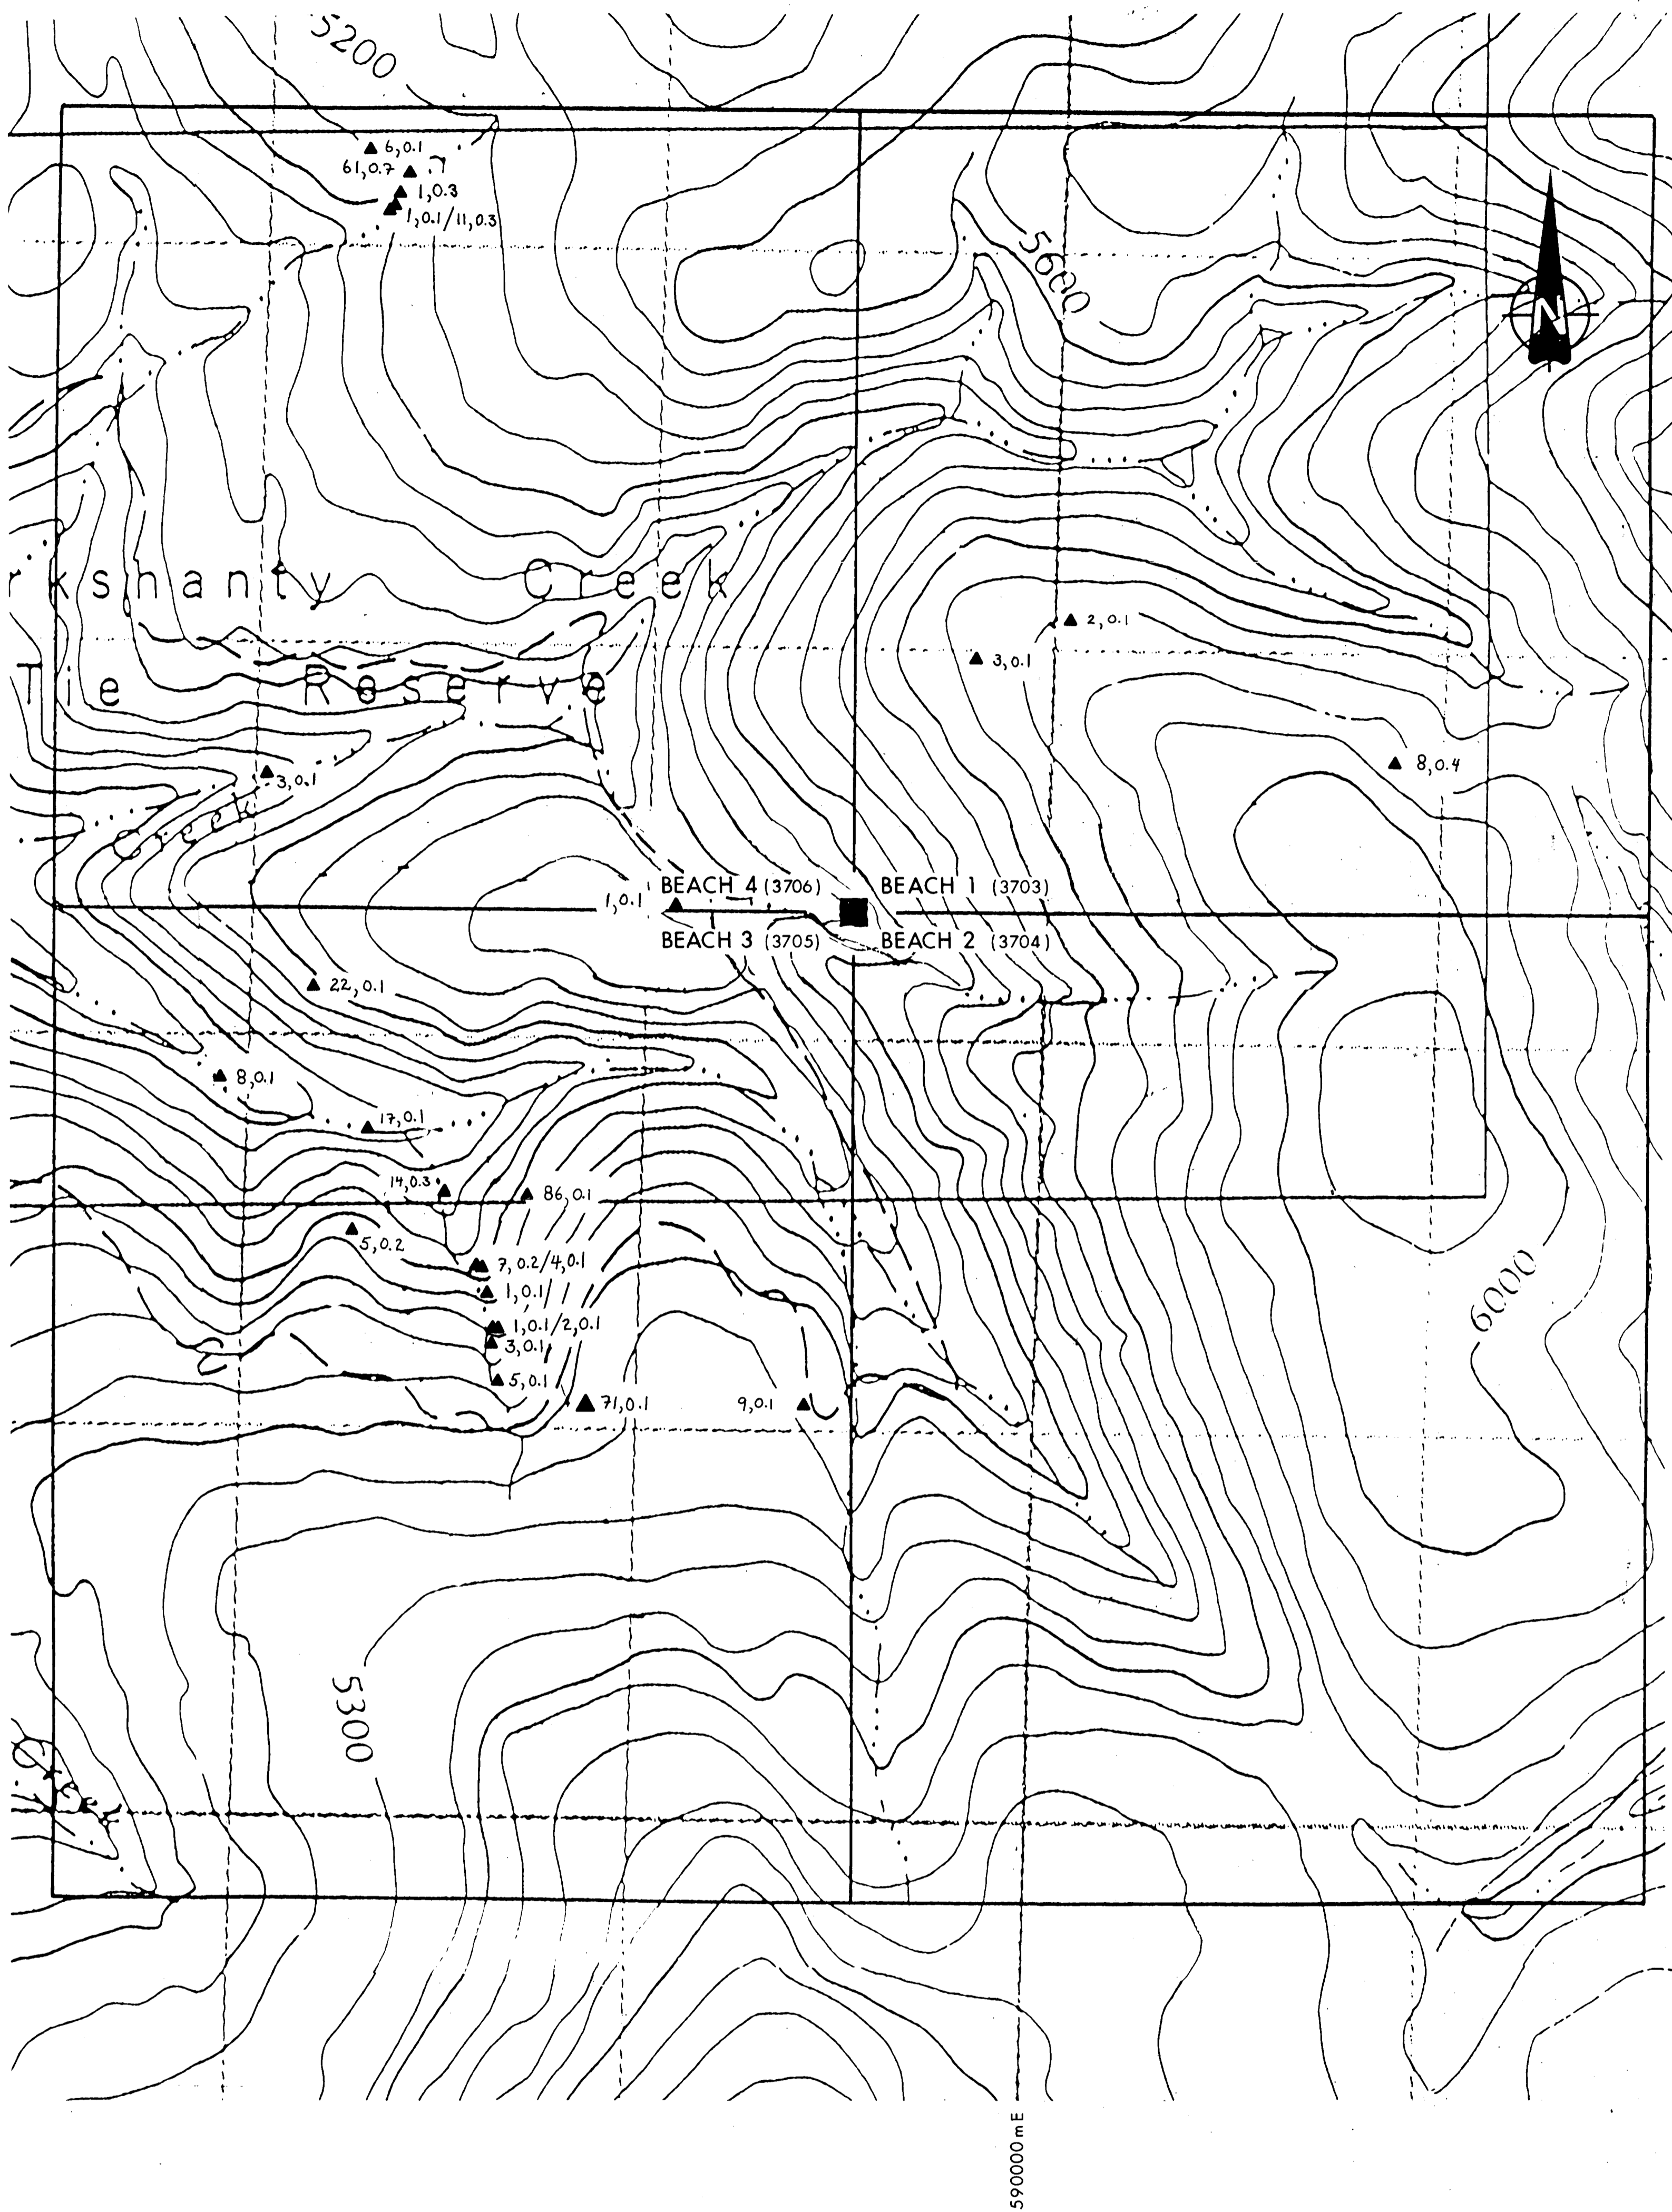 5200
6,0.1
61,0.7
1,0.3
1,0.1/11,0.3
5600
N
rkshanty Creek
2,0.1
3,0.1
Tie Reserve
8,0.4
3,0.1
Creek
BEACH 4 (3706)
BEACH 1 (3703)
1,0.1
BEACH 3 (3705)
BEACH 2 (3704)
22,0.1
8,0.1
17,0.1
14,0.3
86,0.1
5,0.2
7,0.2/4,0.1
1,0.1/
6000
1,0.1/2,0.1
3,0.1
5,0.1
71,0.1
9,0.1
5300
590000mE